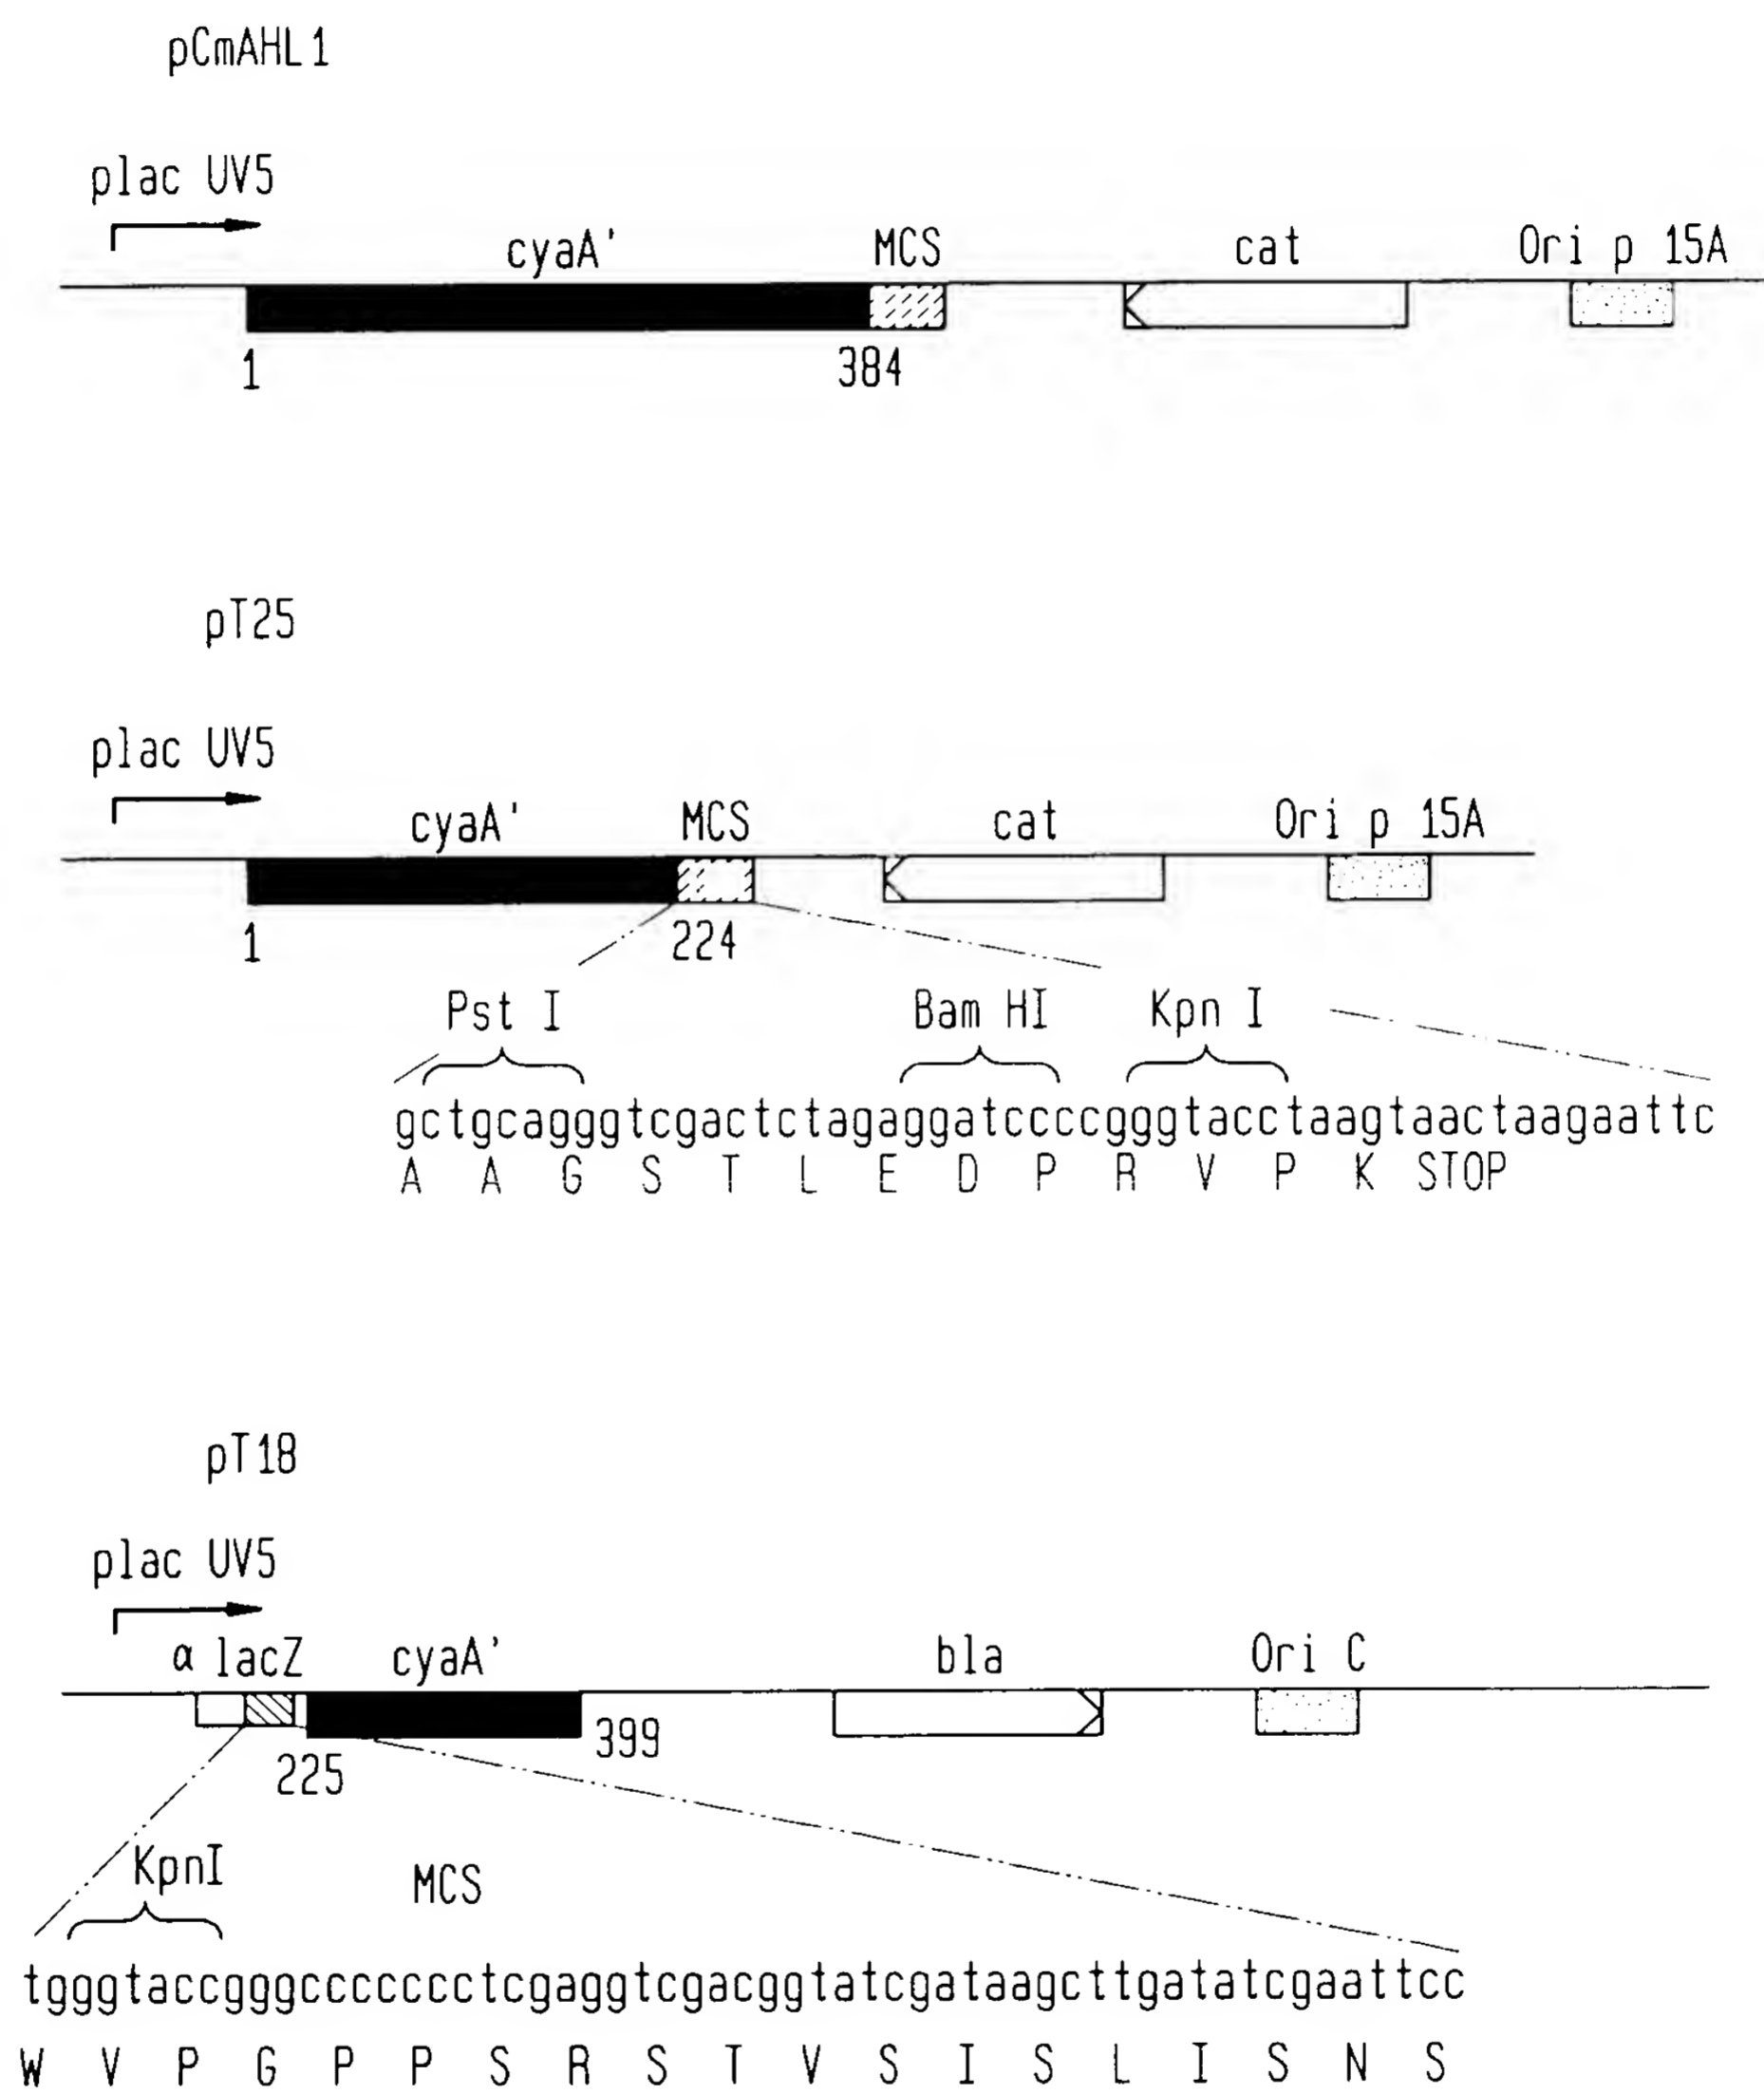 pCmAHL1
plac UV5
cyaA' MCS cat Ori p 15A
1 384
pT25
plac UV5
cyaA' MCS cat Ori p 15A
1 224
Pst I Bam HI Kpn I
gctgcagggtcgactctagaggatccccgggtacctaagtaactaagaattc
A A G S T L E D P R V P K STOP
pT18
plac UV5
α lacZ cyaA' bla Ori C
399
225
KpnI MCS
tgggtaccgggccccccctcgaggtcgacggtatcgataagcttgatatcgaattcc
W V P G P P S R S T V S I S L I S N S